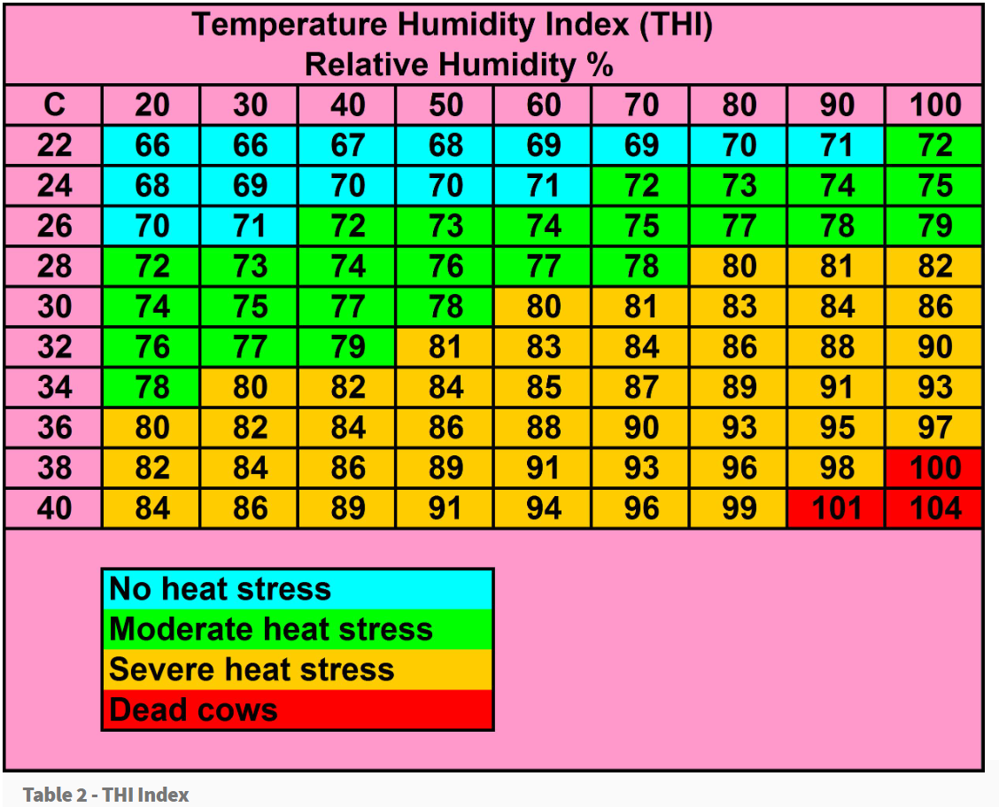 Temperature Humidity Index (THI)
Relative Humidity %
C 20 30 40 50 60 70 80 90 100
22 66 66 67 68 69 69 70 71 72
24 68 69 70 70 71 72 73 74 75
26 70 71 72 73 74 75 77 78 79
28 72 73 74 76 77 78 80 81 82
30 74 75 77 78 80 81 83 84 86
32 76 77 79 81 83 84 86 88 90
34 78 80 82 84 85 87 89 91 93
36 80 82 84 86 88 90 93 95 97
38 82 84 86 89 91 93 96 98 100
40 84 86 89 91 94 96 99 101 104
No heat stress
Moderate heat stress
Severe heat stress
Dead cows
Table 2 - THI Index